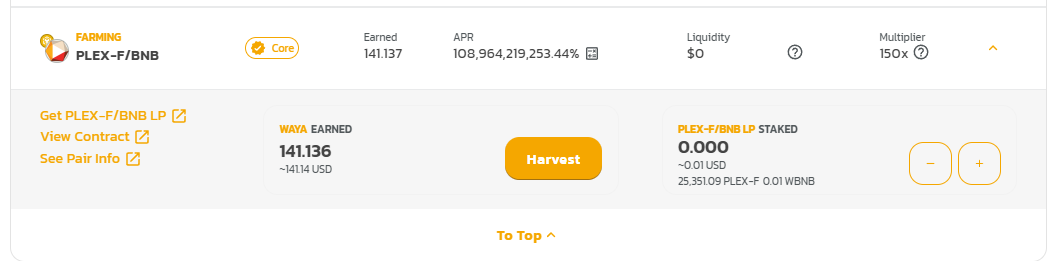 FARMING
PLEX-F/BNB
Core
Earned
141.137
APR
108,964,219,253.44%
Liquidity
$0
Multiplier
150x
Get PLEX-F/BNB LP
View Contract
See Pair Info
WAYA EARNED
141.136
~141.14 USD
Harvest
PLEX-F/BNB LP STAKED
0.000
~0.01 USD
25,351.09 PLEX-F 0.01 WBNB
− +
To Top